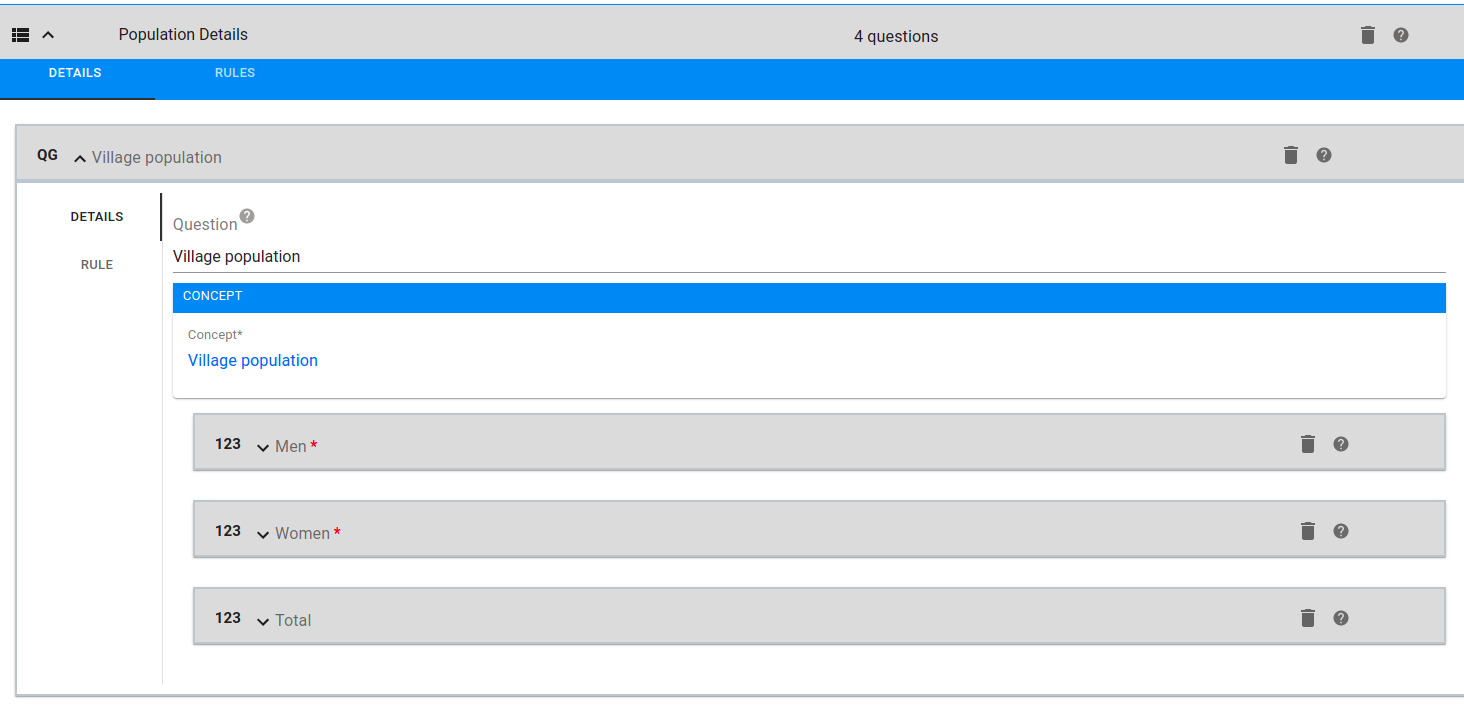 Population Details 4 questions
DETAILS RULES
QG Village population
DETAILS
Question
RULE
Village population
CONCEPT
Concept*
Village population
123 Men *
123 Women *
123 Total